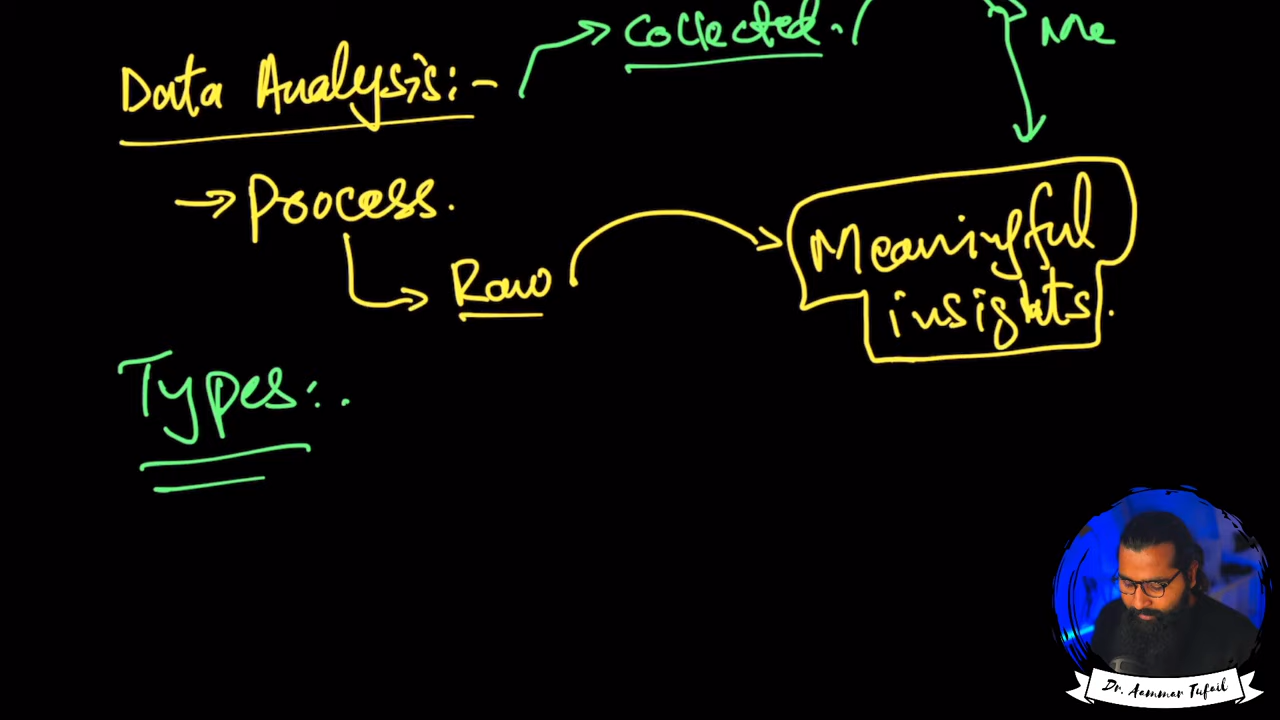 collected.
Me
Data Analysis:-
→ Process.
Raw
Meaningful
insights.
Types:.
Dr. Aammar Tufail